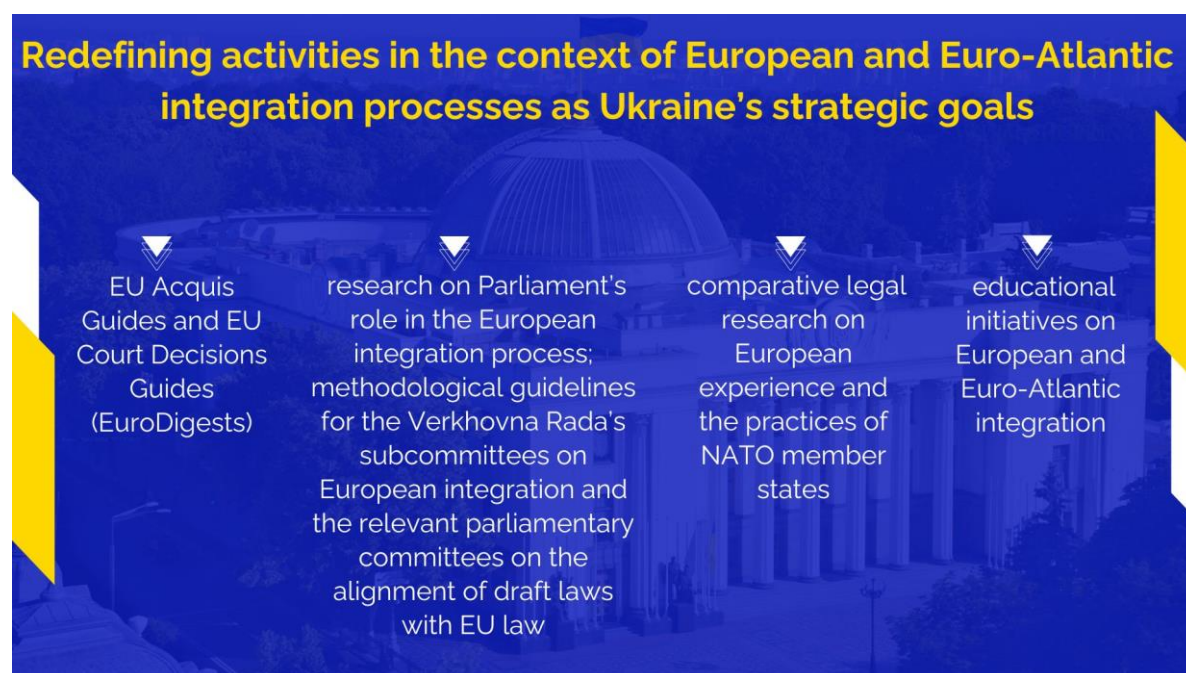 Redefining activities in the context of European and Euro-Atlantic
integration processes as Ukraine's strategic goals
EU Acquis
Guides and EU
Court Decisions
Guides
(EuroDigests)
research on Parliament's
role in the European
integration process;
methodological guidelines
for the Verkhovna Rada's
subcommittees on
European integration and
the relevant parliamentary
committees on the
alignment of draft laws
with EU law
comparative legal
research on
European
experience and
the practices of
NATO member
states
educational
initiatives on
European and
Euro-Atlantic
integration